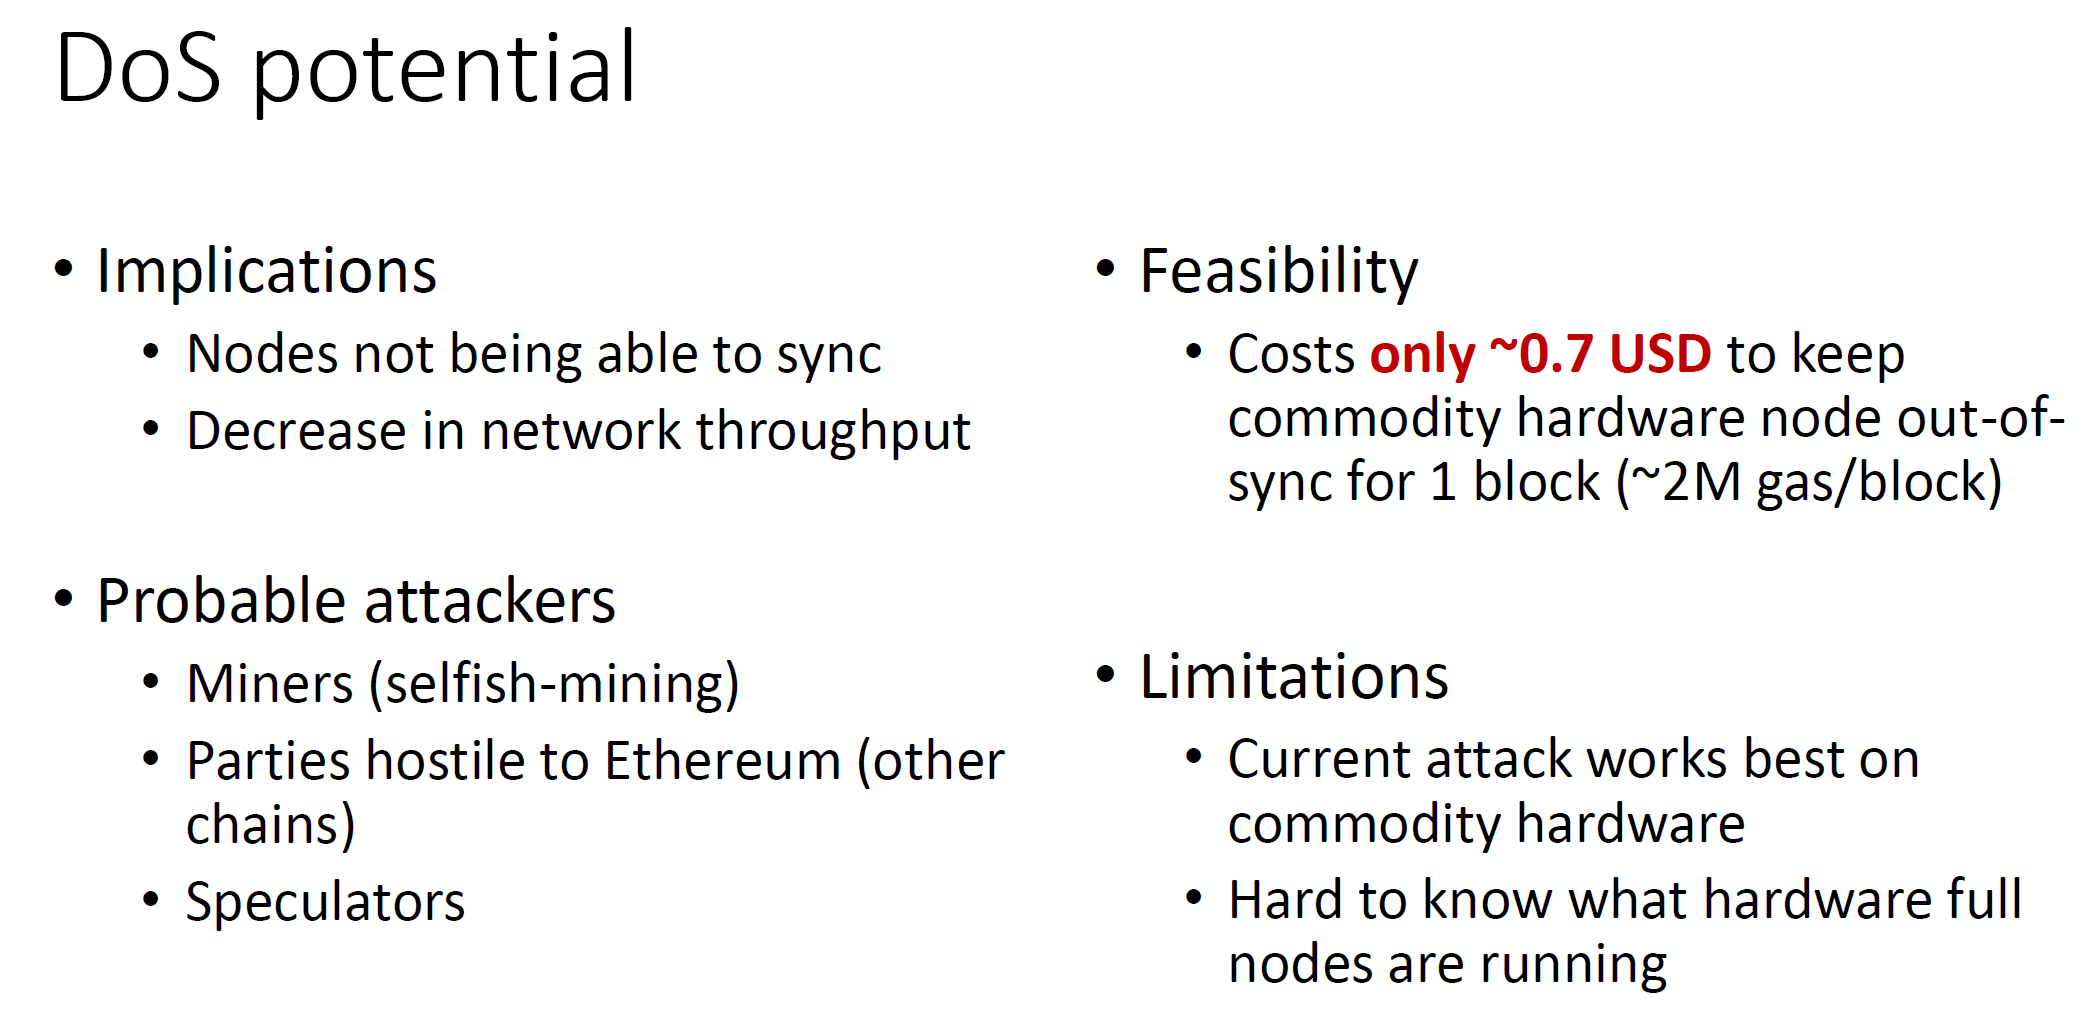 DoS potential
• Implications
• Nodes not being able to sync
• Decrease in network throughput
• Probable attackers
• Miners (selfish-mining)
• Parties hostile to Ethereum (other
chains)
• Speculators
• Feasibility
• Costs only ~0.7 USD to keep
commodity hardware node out-of-
sync for 1 block (~2M gas/block)
• Limitations
• Current attack works best on
commodity hardware
• Hard to know what hardware full
nodes are running